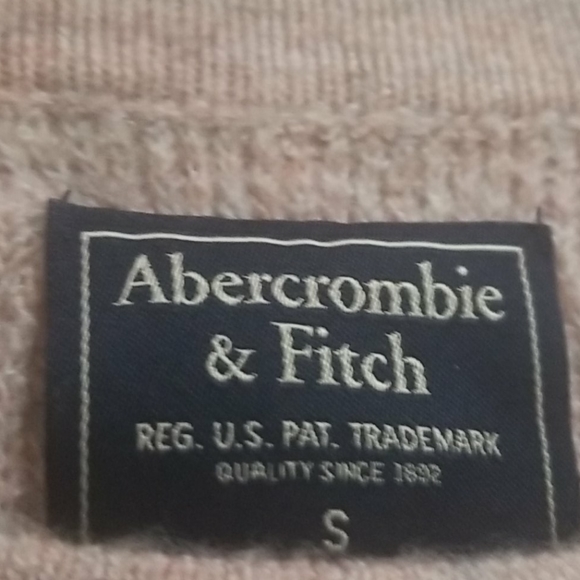 Abercrombie
& Fitch
REG. U.S. PAT. TRADEMARK
QUALITY SINCE 1892
S